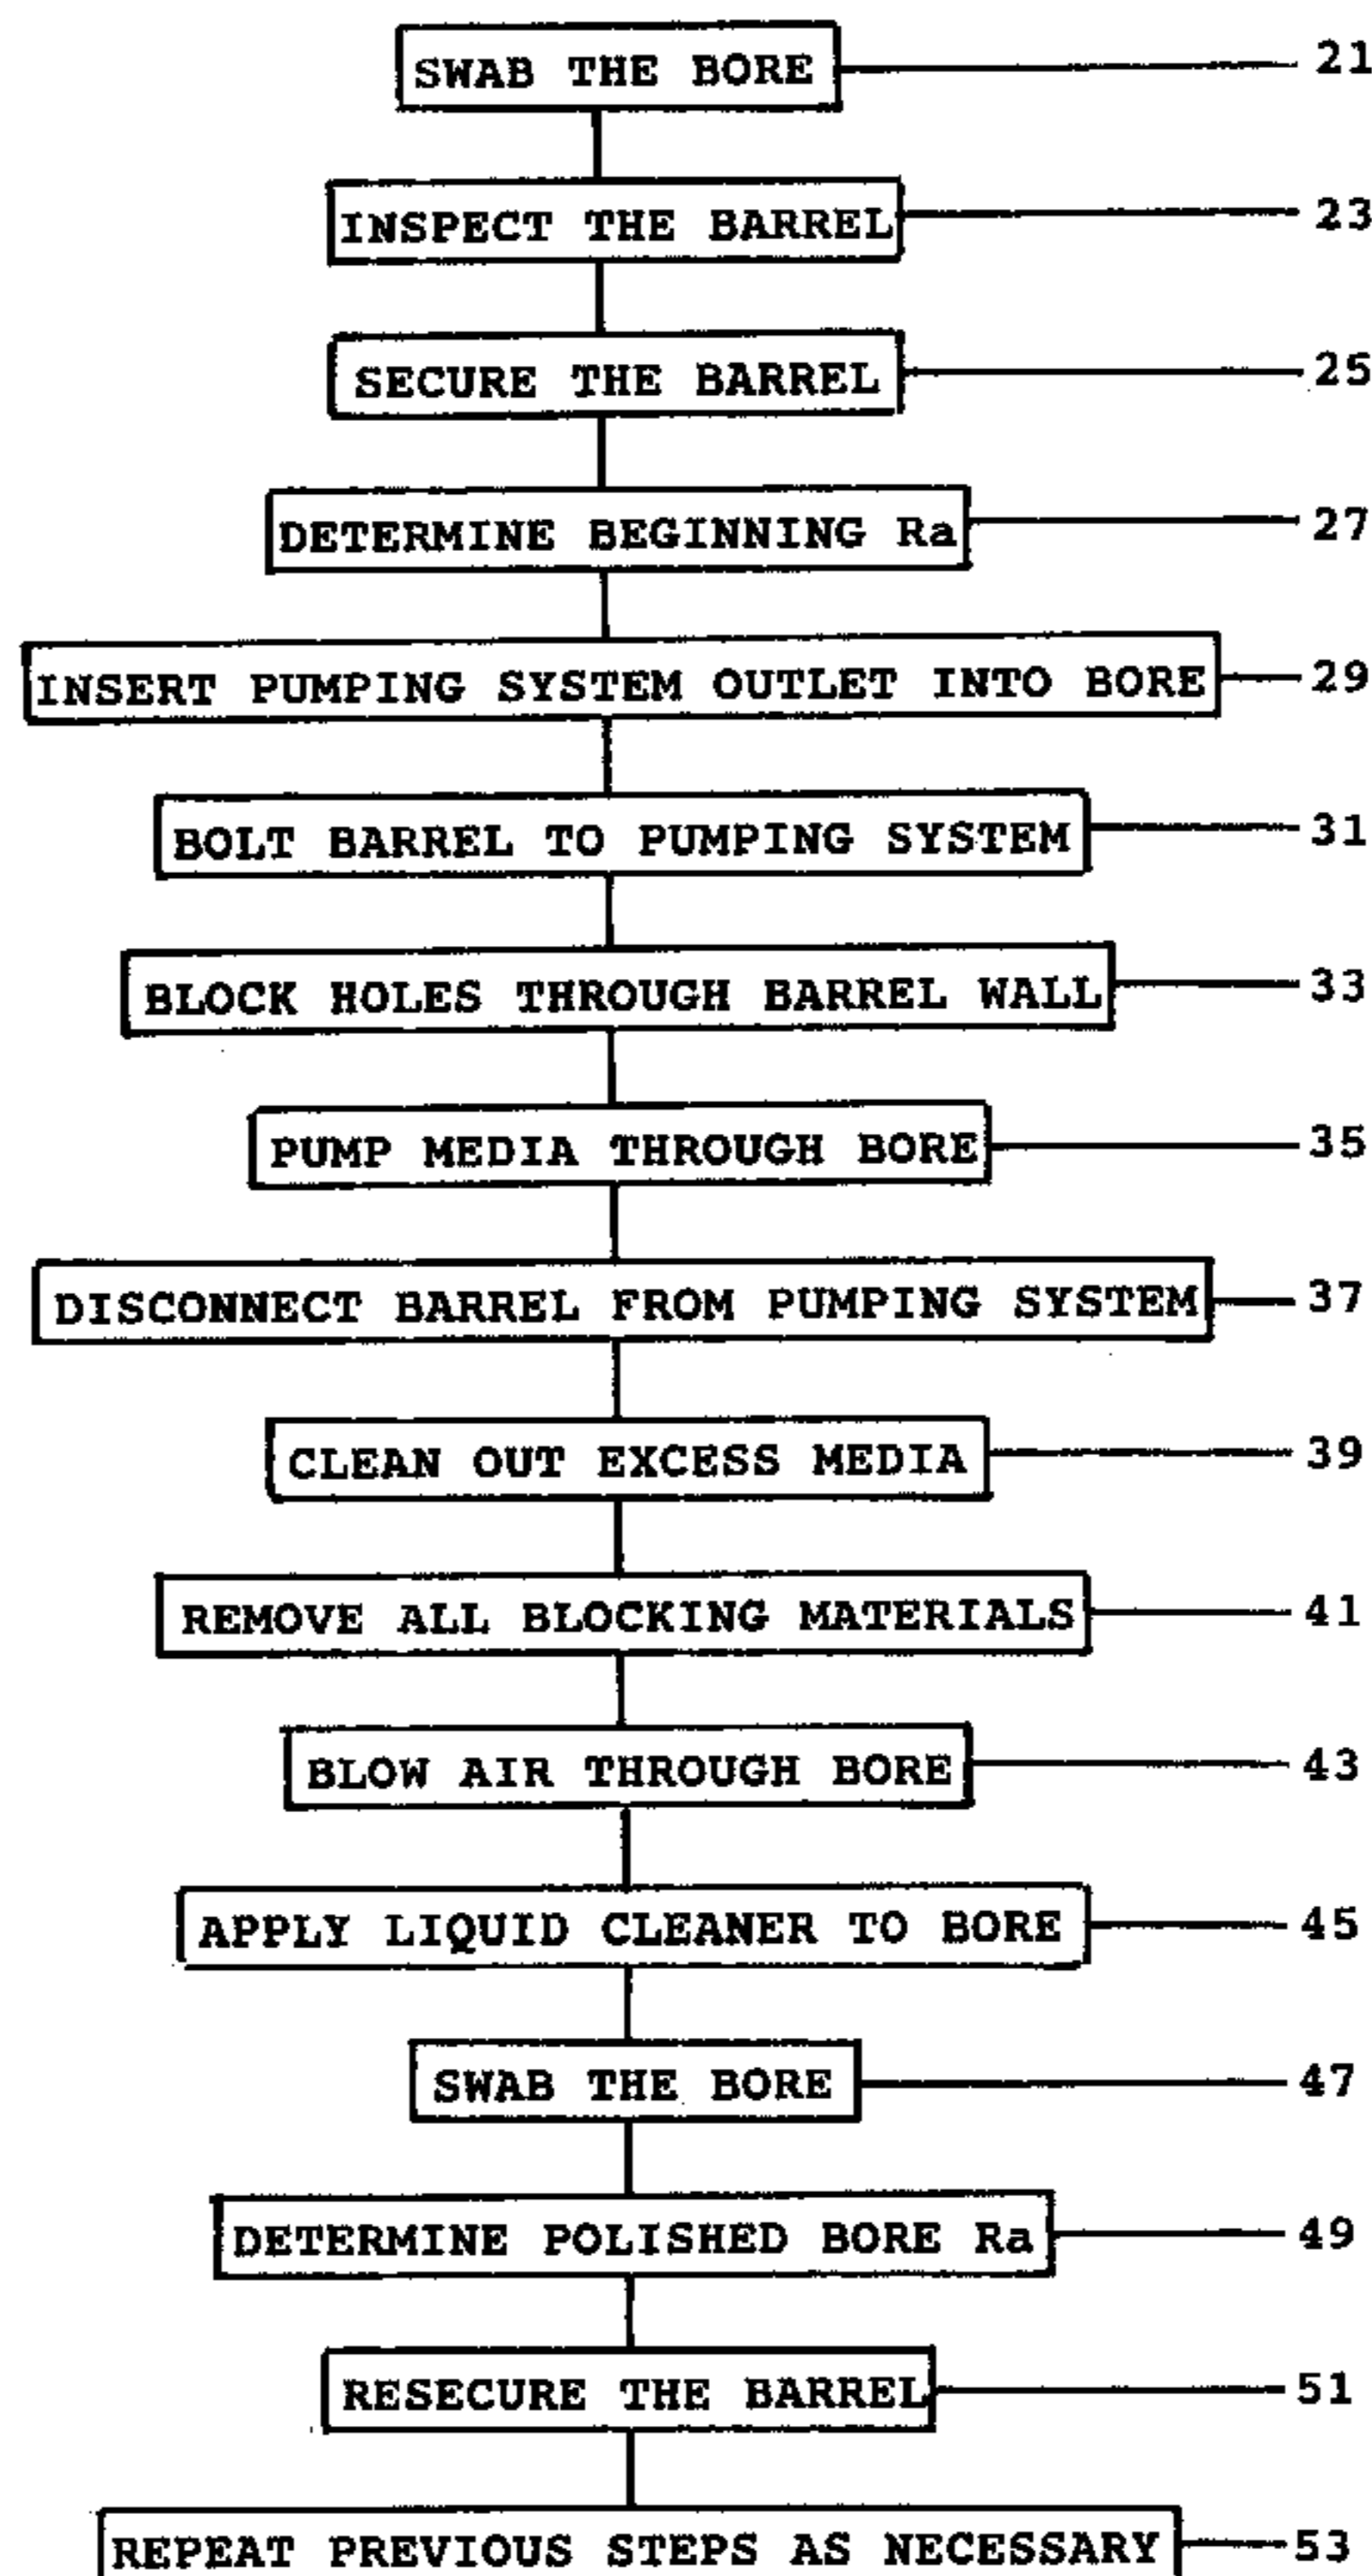 SWAB THE BORE 21
INSPECT THE BARREL 23
SECURE THE BARREL 25
DETERMINE BEGINNING Ra 27
INSERT PUMPING SYSTEM OUTLET INTO BORE 29
BOLT BARREL TO PUMPING SYSTEM 31
BLOCK HOLES THROUGH BARREL WALL 33
PUMP MEDIA THROUGH BORE 35
DISCONNECT BARREL FROM PUMPING SYSTEM 37
CLEAN OUT EXCESS MEDIA 39
REMOVE ALL BLOCKING MATERIALS 41
BLOW AIR THROUGH BORE 43
APPLY LIQUID CLEANER TO BORE 45
SWAB THE BORE 47
DETERMINE POLISHED BORE Ra 49
RESECURE THE BARREL 51
REPEAT PREVIOUS STEPS AS NECESSARY 53